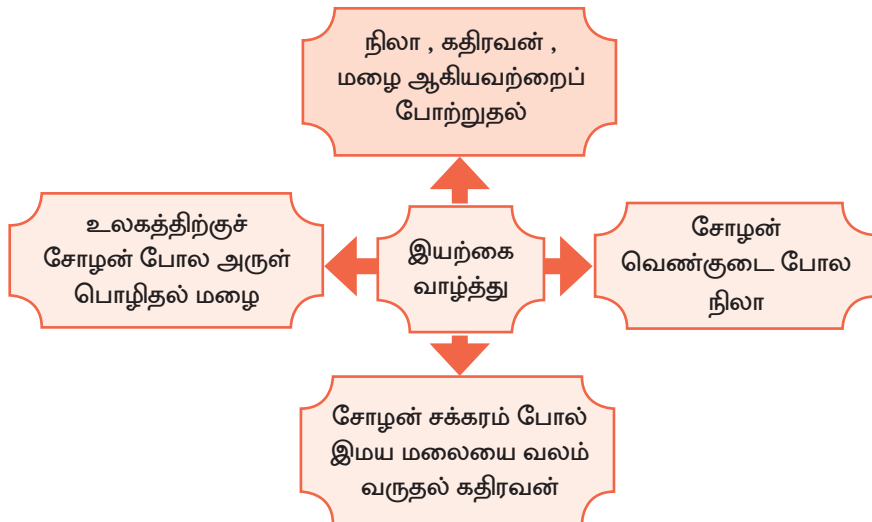 நிலா , கதிரவன் ,
மழை ஆகியவற்றைப்
போற்றுதல்
உலகத்திற்குச்
சோழன் போல அருள்
பொழிதல் மழை
இயற்கை
வாழ்த்து
சோழன்
வெண்குடை போல
நிலா
சோழன் சக்கரம் போல்
இமய மலையை வலம்
வருதல் கதிரவன்